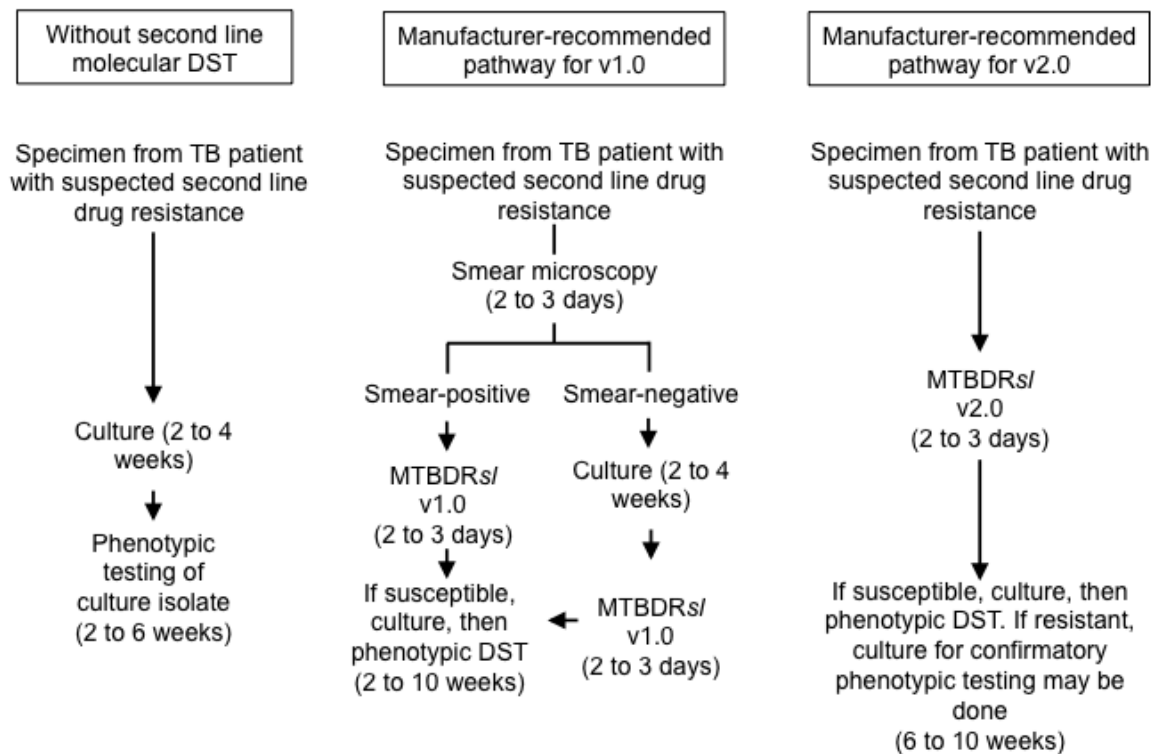 Without second line
molecular DST
Specimen from TB patient
with suspected second line
drug resistance
Culture (2 to 4
weeks)
Phenotypic
testing of
culture isolate
(2 to 6 weeks)
Manufacturer-recommended
pathway for v1.0
Specimen from TB patient with
suspected second line drug
resistance
Smear microscopy
(2 to 3 days)
Smear-positive
MTBDRsl
v1.0
(2 to 3 days)
If susceptible,
culture, then
phenotypic DST
(2 to 10 weeks)
Smear-negative
Culture (2 to 4
weeks)
MTBDRsl
v1.0
(2 to 3 days)
Manufacturer-recommended
pathway for v2.0
Specimen from TB patient with
suspected second line drug
resistance
MTBDRsl
v2.0
(2 to 3 days)
If susceptible, culture, then
phenotypic DST. If resistant,
culture for confirmatory
phenotypic testing may be
done
(6 to 10 weeks)